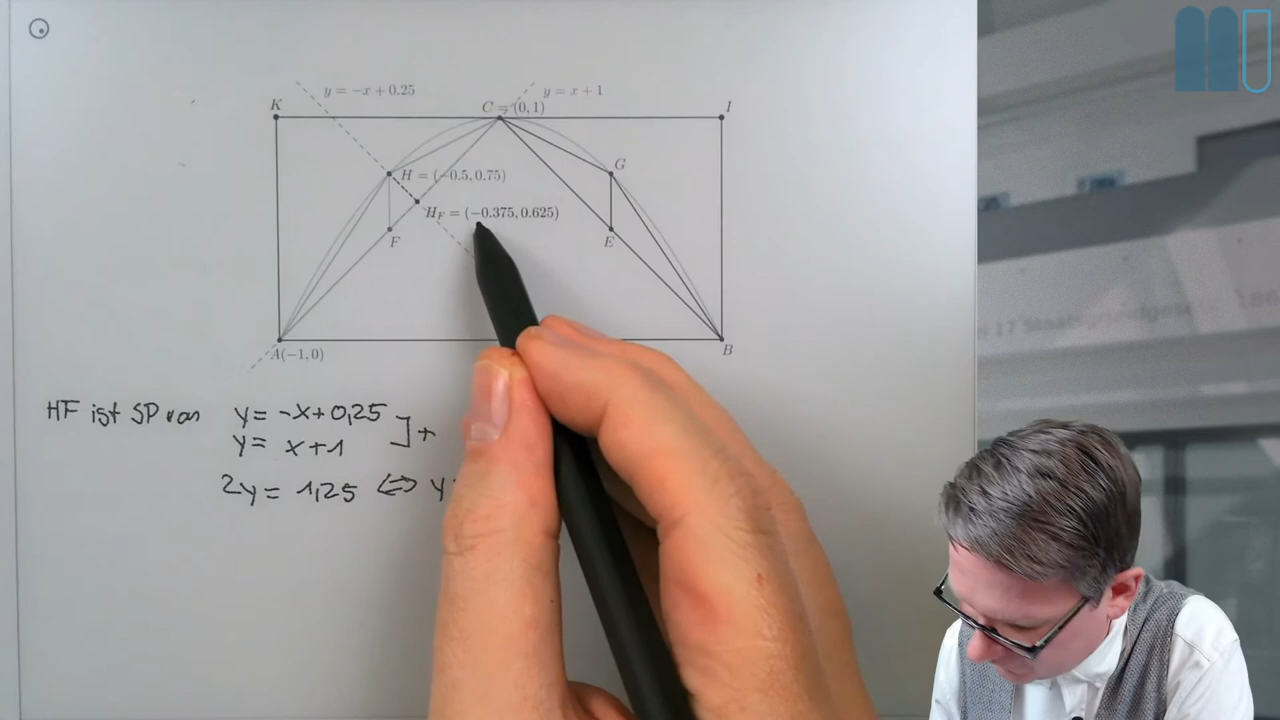 y = −x + 0.25
y = x + 1
K
C = (0, 1)
I
H = (−0.5, 0.75)
G
H_F = (−0.375, 0.625)
F
E
A(−1, 0)
B
HF ist SP von y = -x+0,25
y = x+1 ] +
2y = 1,25 ⇔ y